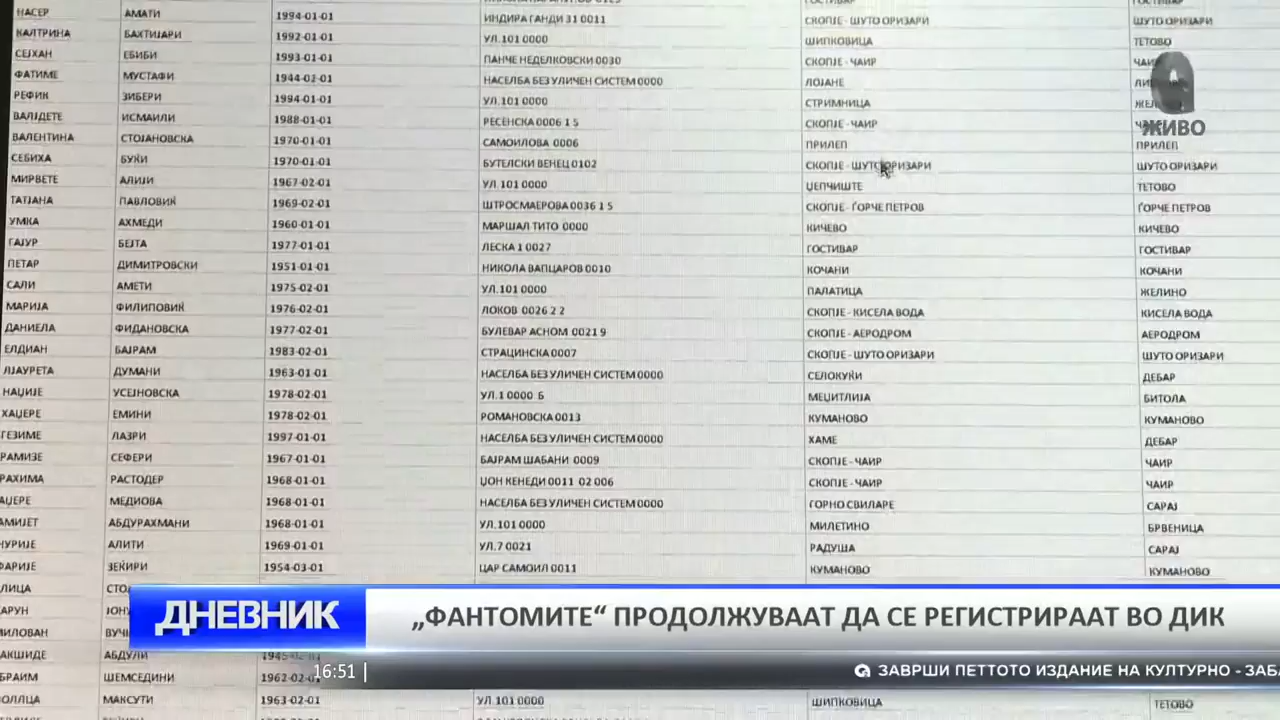 НАСЕР АМАТИ 1994-01-01 ИНДИРА ГАНДИ 31 0011 СКОПЈЕ - ШУТО ОРИЗАРИ ШУТО ОРИЗАРИ
КАЛТРИНА БАХТИЈАРИ 1992-01-01 УЛ.101 0000 ШИПКОВИЦА ТЕТОВО
СЕЈХАН ЕБИБИ 1993-01-01 ПАНЧЕ НЕДЕЛКОВСКИ 0030 СКОПЈЕ - ЧАИР
ФАТИМЕ МУСТАФИ 1944-02-01 НАСЕЛБА БЕЗ УЛИЧЕН СИСТЕМ 0000 ЛОЈАНЕ
РЕФИК ЗИБЕРИ 1994-01-01 УЛ.101 0000 СТРИМНИЦА
ВАЛИДЕТЕ ИСМАИЛИ 1988-01-01 РЕСЕНСКА 0006 1 5 СКОПЈЕ - ЧАИР
ЖИВО
ВАЛЕНТИНА СТОЈАНОВСКА 1970-01-01 САМОИЛОВА 0006 ПРИЛЕП ПРИЛЕП
СЕБИХА БУКИ 1970-01-01 БУТЕЛСКИ ВЕНЕЦ 0102 СКОПЈЕ - ШУТО ОРИЗАРИ ШУТО ОРИЗАРИ
МИРВЕТЕ АЛИЈИ 1967-02-01 УЛ.101 0000 ЏЕПЧИШТЕ ТЕТОВО
ТАТЈАНА ПАВЛОВИЌ 1969-02-01 ШТРОСМАЕРОВА 0036 1 5 СКОПЈЕ - ЃОРЧЕ ПЕТРОВ ЃОРЧЕ ПЕТРОВ
УМКА АХМЕДИ 1960-01-01 МАРШАЛ ТИТО 0000 КИЧЕВО КИЧЕВО
ГАЈУР БЕЈТА 1977-01-01 ЛЕСКА 1 0027 ГОСТИВАР ГОСТИВАР
ПЕТАР ДИМИТРОВСКИ 1951-01-01 НИКОЛА ВАПЦАРОВ 0010 КОЧАНИ КОЧАНИ
САЛИ АМЕТИ 1975-02-01 УЛ.101 0000 ПАЛАТИЦА ЖЕЛИНО
МАРИЈА ФИЛИПОВИЌ 1976-02-01 ЛОКОВ 0026 2 2 СКОПЈЕ - КИСЕЛА ВОДА КИСЕЛА ВОДА
ДАНИЕЛА ФИДАНОВСКА 1977-02-01 БУЛЕВАР АСНОМ 0021 9 СКОПЈЕ - АЕРОДРОМ АЕРОДРОМ
ЕЛДИАН БАЈРАМ 1983-02-01 СТРАЦИНСКА 0007 СКОПЈЕ - ШУТО ОРИЗАРИ ШУТО ОРИЗАРИ
ЛЈАУРЕТА ДУМАНИ 1963-01-01 НАСЕЛБА БЕЗ УЛИЧЕН СИСТЕМ 0000 СЕЛОКУЌИ ДЕБАР
НАЏИЈЕ УСЕЈНОВСКА 1978-02-01 УЛ.1 0000 Б МЕЏИТЛИЈА БИТОЛА
ХАЏЕРЕ ЕМИНИ 1978-02-01 РОМАНОВСКА 0013 КУМАНОВО КУМАНОВО
ГЕЗИМЕ ЛАЗРИ 1997-01-01 НАСЕЛБА БЕЗ УЛИЧЕН СИСТЕМ 0000 ХАМЕ ДЕБАР
РАМИЗЕ СЕФЕРИ 1967-01-01 БАЈРАМ ШАБАНИ 0009 СКОПЈЕ - ЧАИР ЧАИР
РАХИМА РАСТОДЕР 1968-01-01 ЏОН КЕНЕДИ 0011 02 006 СКОПЈЕ - ЧАИР ЧАИР
АЏЕРЕ МЕДИОВА 1968-01-01 НАСЕЛБА БЕЗ УЛИЧЕН СИСТЕМ 0000 ГОРНО СВИЛАРЕ САРАЈ
АМИЈЕТ АБДУРАХМАНИ 1968-01-01 УЛ.101 0000 МИЛЕТИНО БРВЕНИЦА
НУРИЈЕ АЛИТИ 1969-01-01 УЛ.7 0021 РАДУША САРАЈ
ФАРИЈЕ ЗЕЌИРИ 1954-03-01 ЦАР САМОИЛ 0011 КУМАНОВО КУМАНОВО
ЛИЦА
АРУН
ИЛОВАН
ДНЕВНИК
„ФАНТОМИТЕ“ ПРОДОЛЖУВААТ ДА СЕ РЕГИСТРИРААТ ВО ДИК
АКШИДЕ АБДУЛИ
16:51 ЗАВРШИ ПЕТТОТО ИЗДАНИЕ НА КУЛТУРНО - ЗАБА
БРАИМ ШЕМСЕДИНИ 1962-02-01
МАКСУТИ 1963-02-01 УЛ.101 0000 ШИПКОВИЦА ТЕТОВО